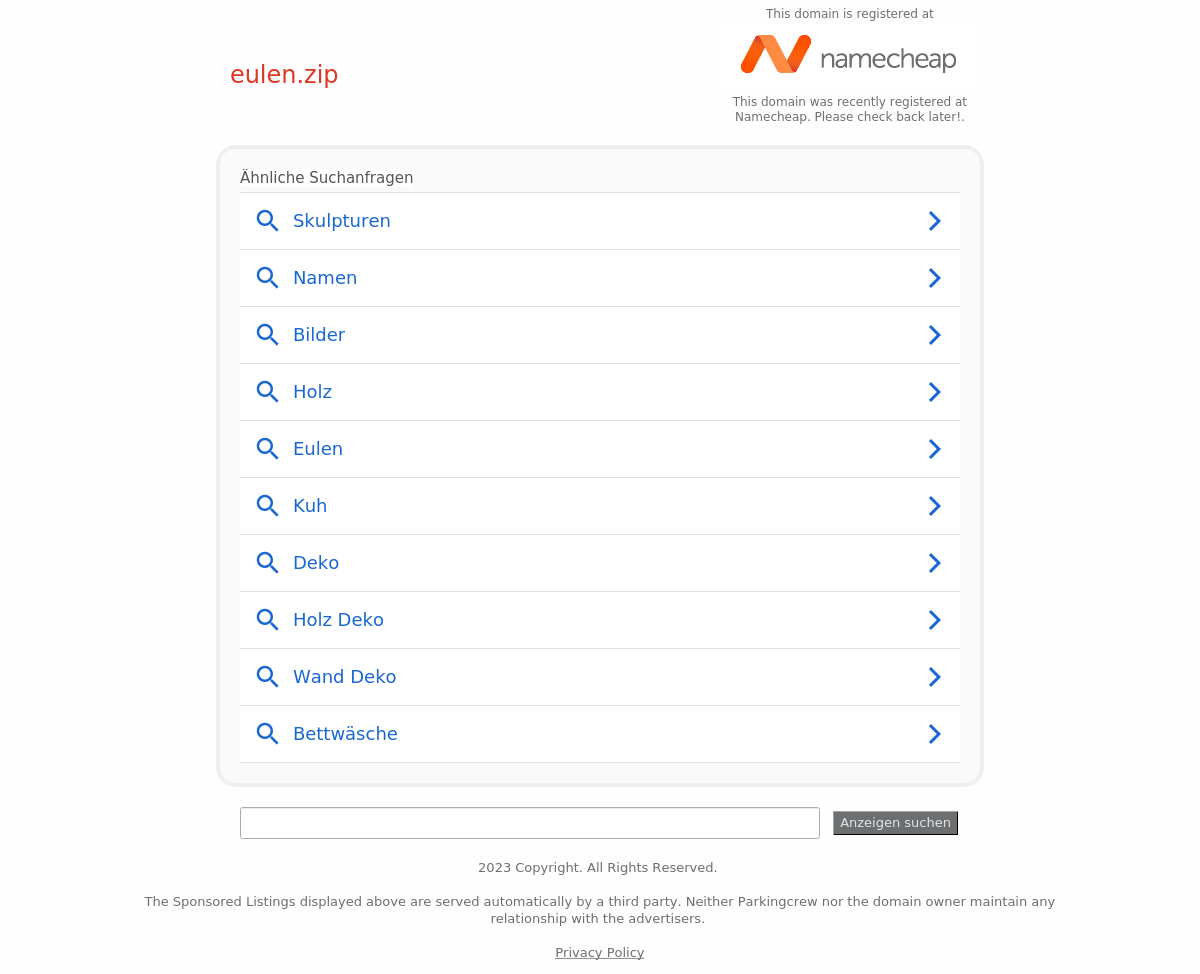 This domain is registered at
namecheap
eulen.zip
This domain was recently registered at
Namecheap. Please check back later!.
Ähnliche Suchanfragen
Skulpturen
Namen
Bilder
Holz
Eulen
Kuh
Deko
Holz Deko
Wand Deko
Bettwäsche
Anzeigen suchen
2023 Copyright. All Rights Reserved.
The Sponsored Listings displayed above are served automatically by a third party. Neither Parkingcrew nor the domain owner maintain any
relationship with the advertisers.
Privacy Policy